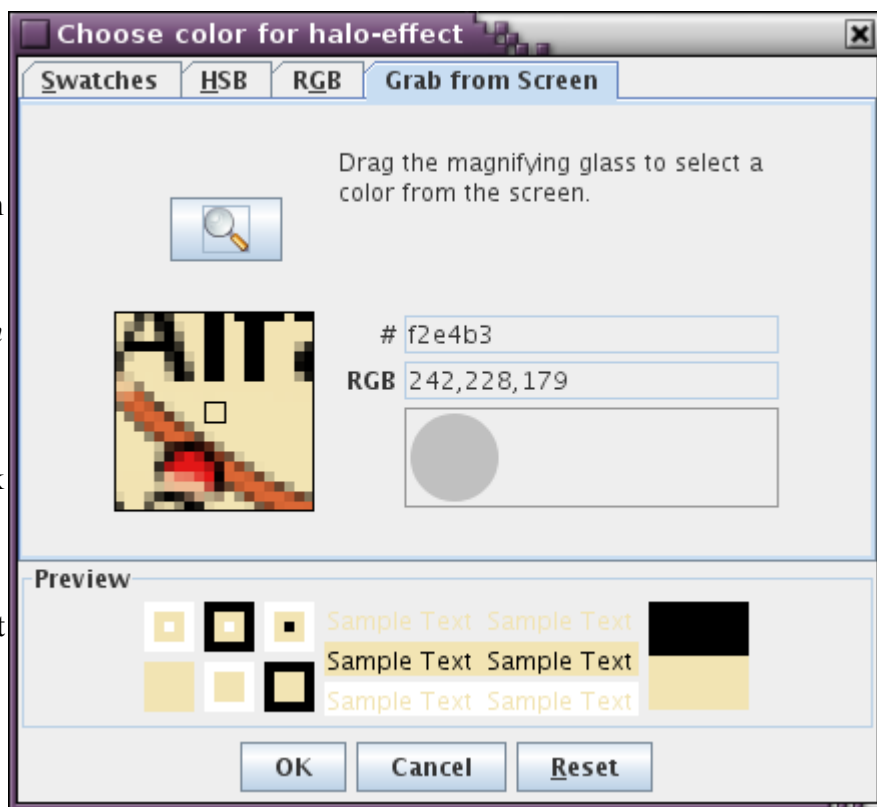 Choose color for halo-effect
Swatches HSB RGB Grab from Screen
Drag the magnifying glass to select a
color from the screen.
# f2e4b3
RGB 242,228,179
Preview
Sample Text Sample Text
Sample Text Sample Text
Sample Text Sample Text
OK Cancel Reset